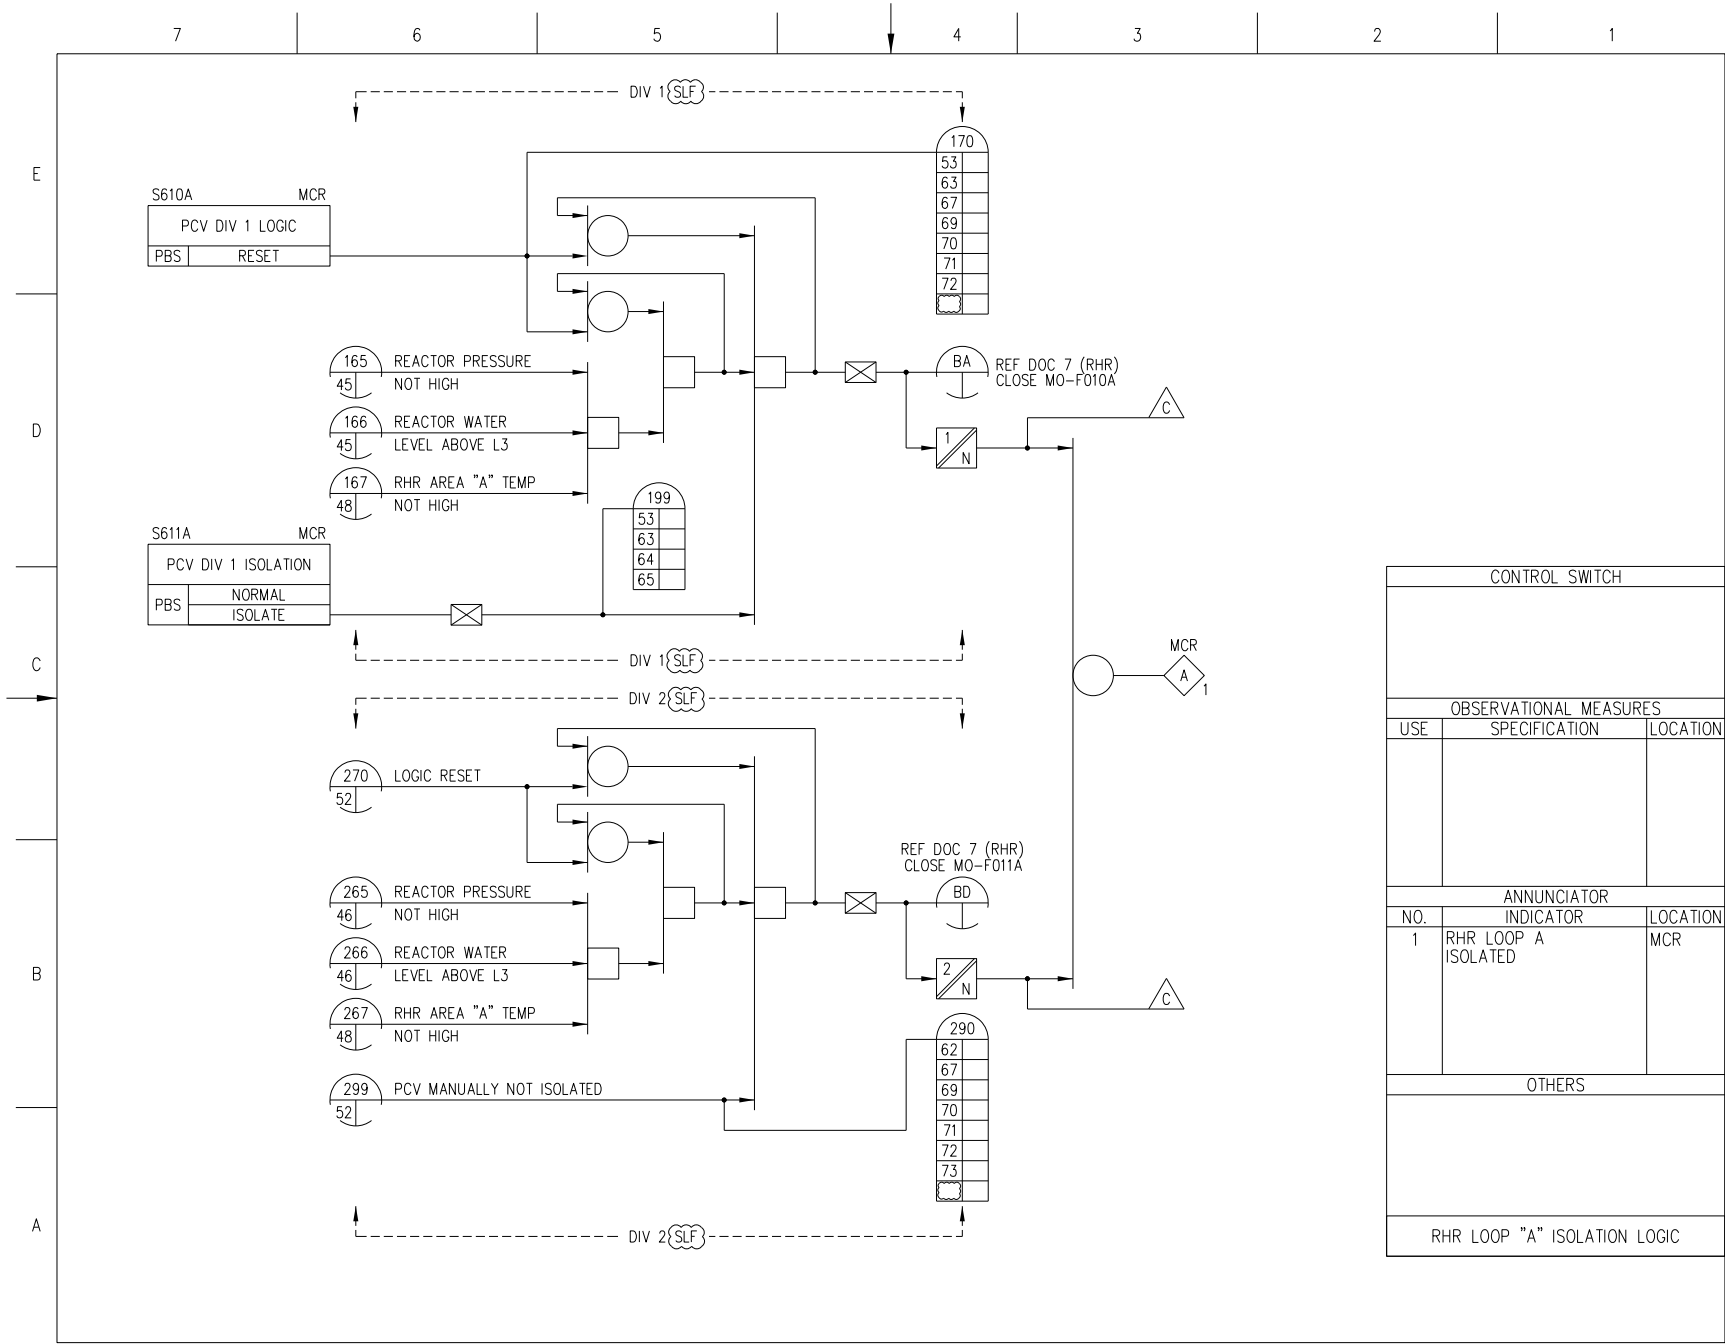 7 6 5 4 3 2 1
E
D
C
B
A
DIV 1 SLF
170
53
63
67
69
70
71
72
S610A MCR
PCV DIV 1 LOGIC
PBS RESET
165 REACTOR PRESSURE
45 NOT HIGH
166 REACTOR WATER
45 LEVEL ABOVE L3
167 RHR AREA "A" TEMP
48 NOT HIGH
BA REF DOC 7 (RHR)
CLOSE MO-F010A
C
1
N
199
53
63
64
65
S611A MCR
PCV DIV 1 ISOLATION
PBS NORMAL
ISOLATE
DIV 1 SLF
MCR
A
1
DIV 2 SLF
270 LOGIC RESET
52
REF DOC 7 (RHR)
CLOSE MO-F011A
BD
265 REACTOR PRESSURE
46 NOT HIGH
266 REACTOR WATER
46 LEVEL ABOVE L3
267 RHR AREA "A" TEMP
48 NOT HIGH
2
N
C
299 PCV MANUALLY NOT ISOLATED
52
290
62
67
69
70
71
72
73
DIV 2 SLF
CONTROL SWITCH
OBSERVATIONAL MEASURES
USE SPECIFICATION LOCATION
ANNUNCIATOR
NO. INDICATOR LOCATION
1 RHR LOOP A MCR
ISOLATED
OTHERS
RHR LOOP "A" ISOLATION LOGIC